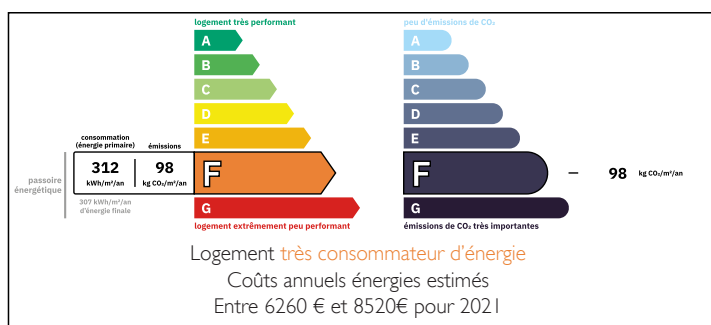 logement très performant
A
B
C
D
E
consommation
(énergie primaire)
émissions
312
kWh/m²/an
98
kg CO₂/m²/an
F
passoire
énergétique
307 kWh/m²/an
d'énergie finale
G
logement extrêmement peu performant
peu d'émissions de CO₂
A
B
C
D
E
F
98 kg CO₂/m²/an
G
émissions de CO₂ très importantes
Logement très consommateur d'énergie
Coûts annuels énergies estimés
Entre 6260 € et 8520€ pour 2021